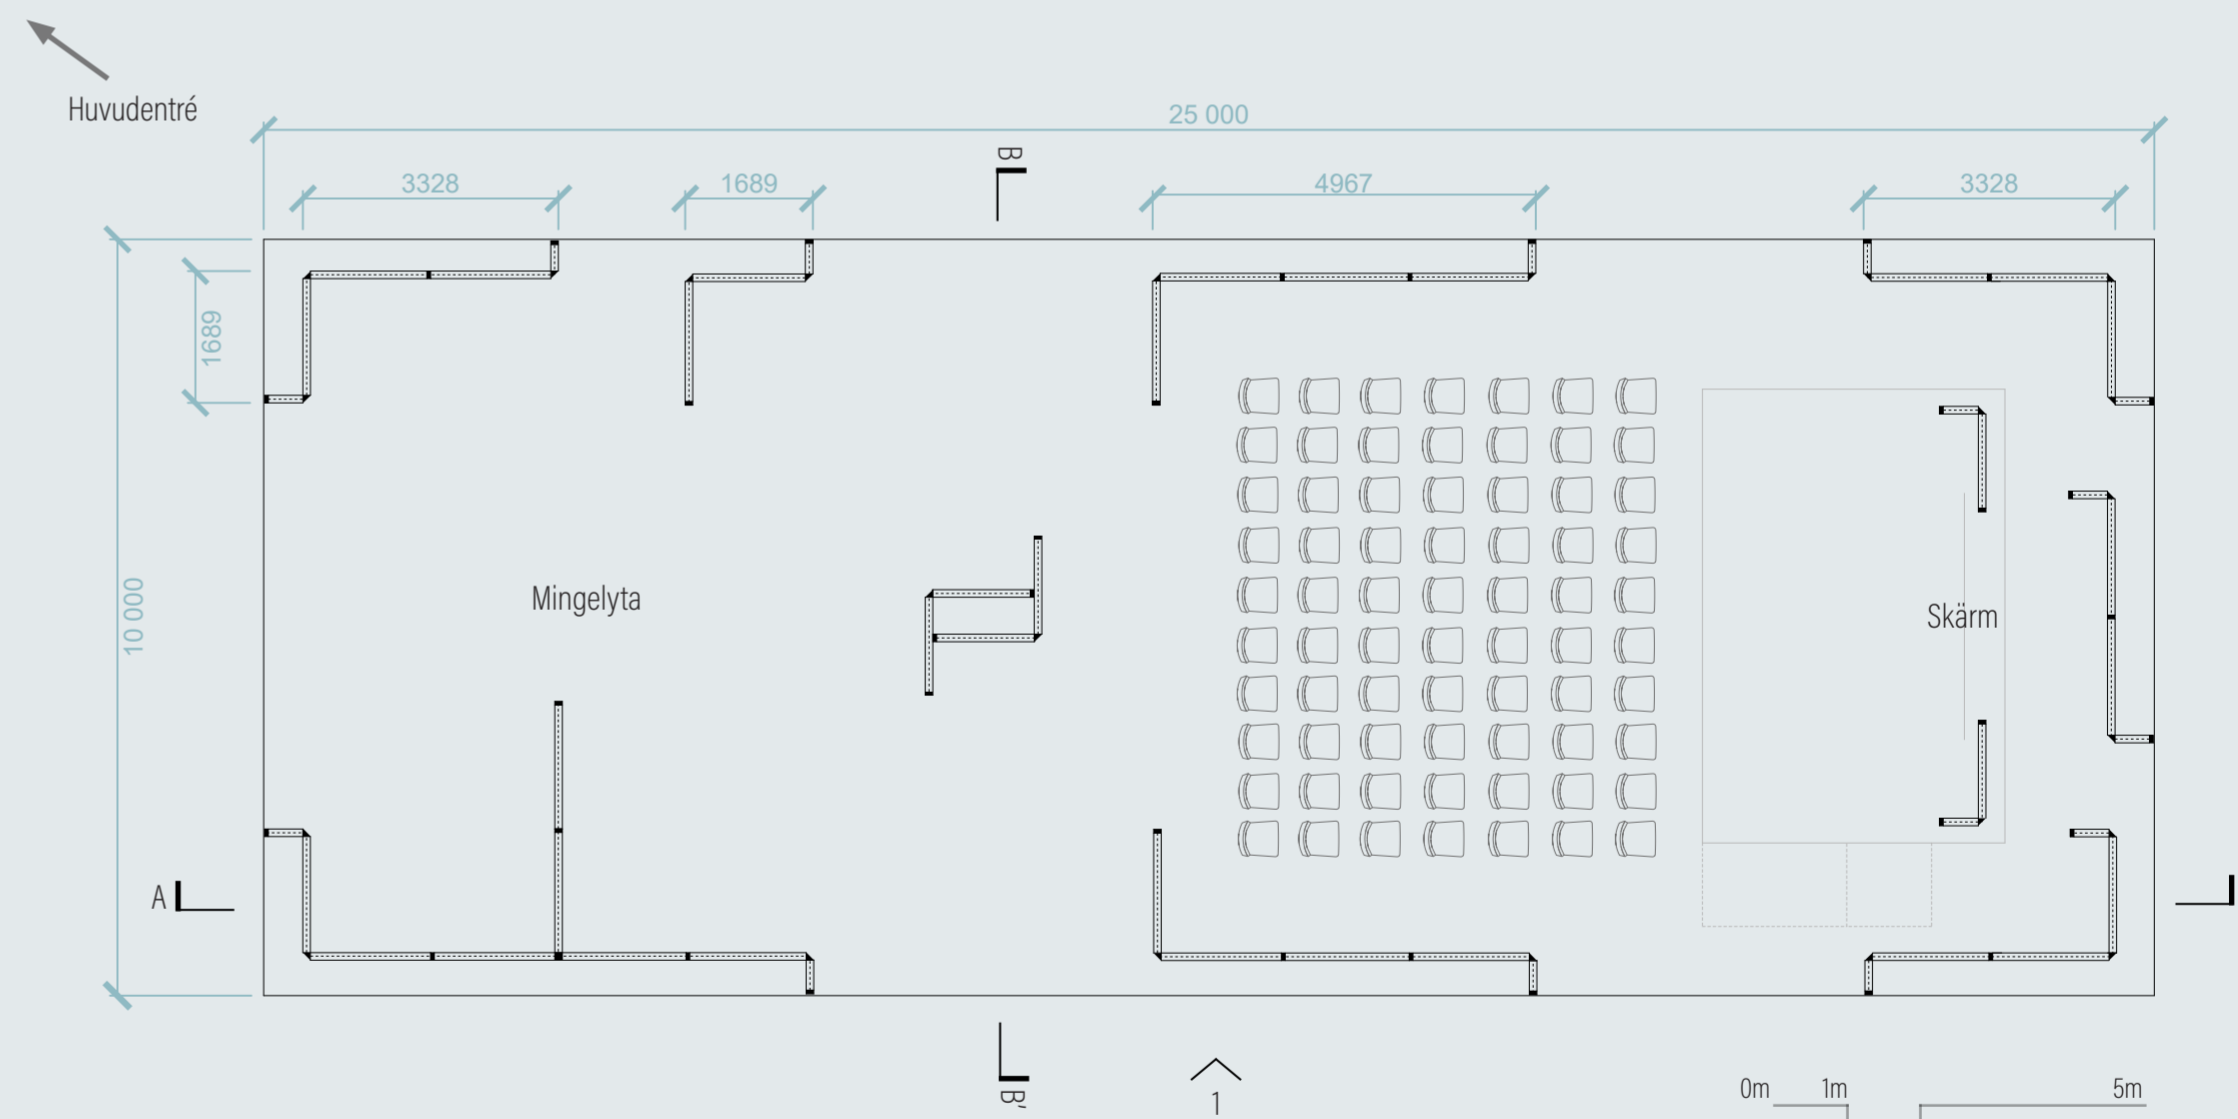 Huvudentré
25 000
B
3328
1689
4967
3328
1689
10 000
Mingelyta
Skärm
A
B'
1
0m
1m
5m